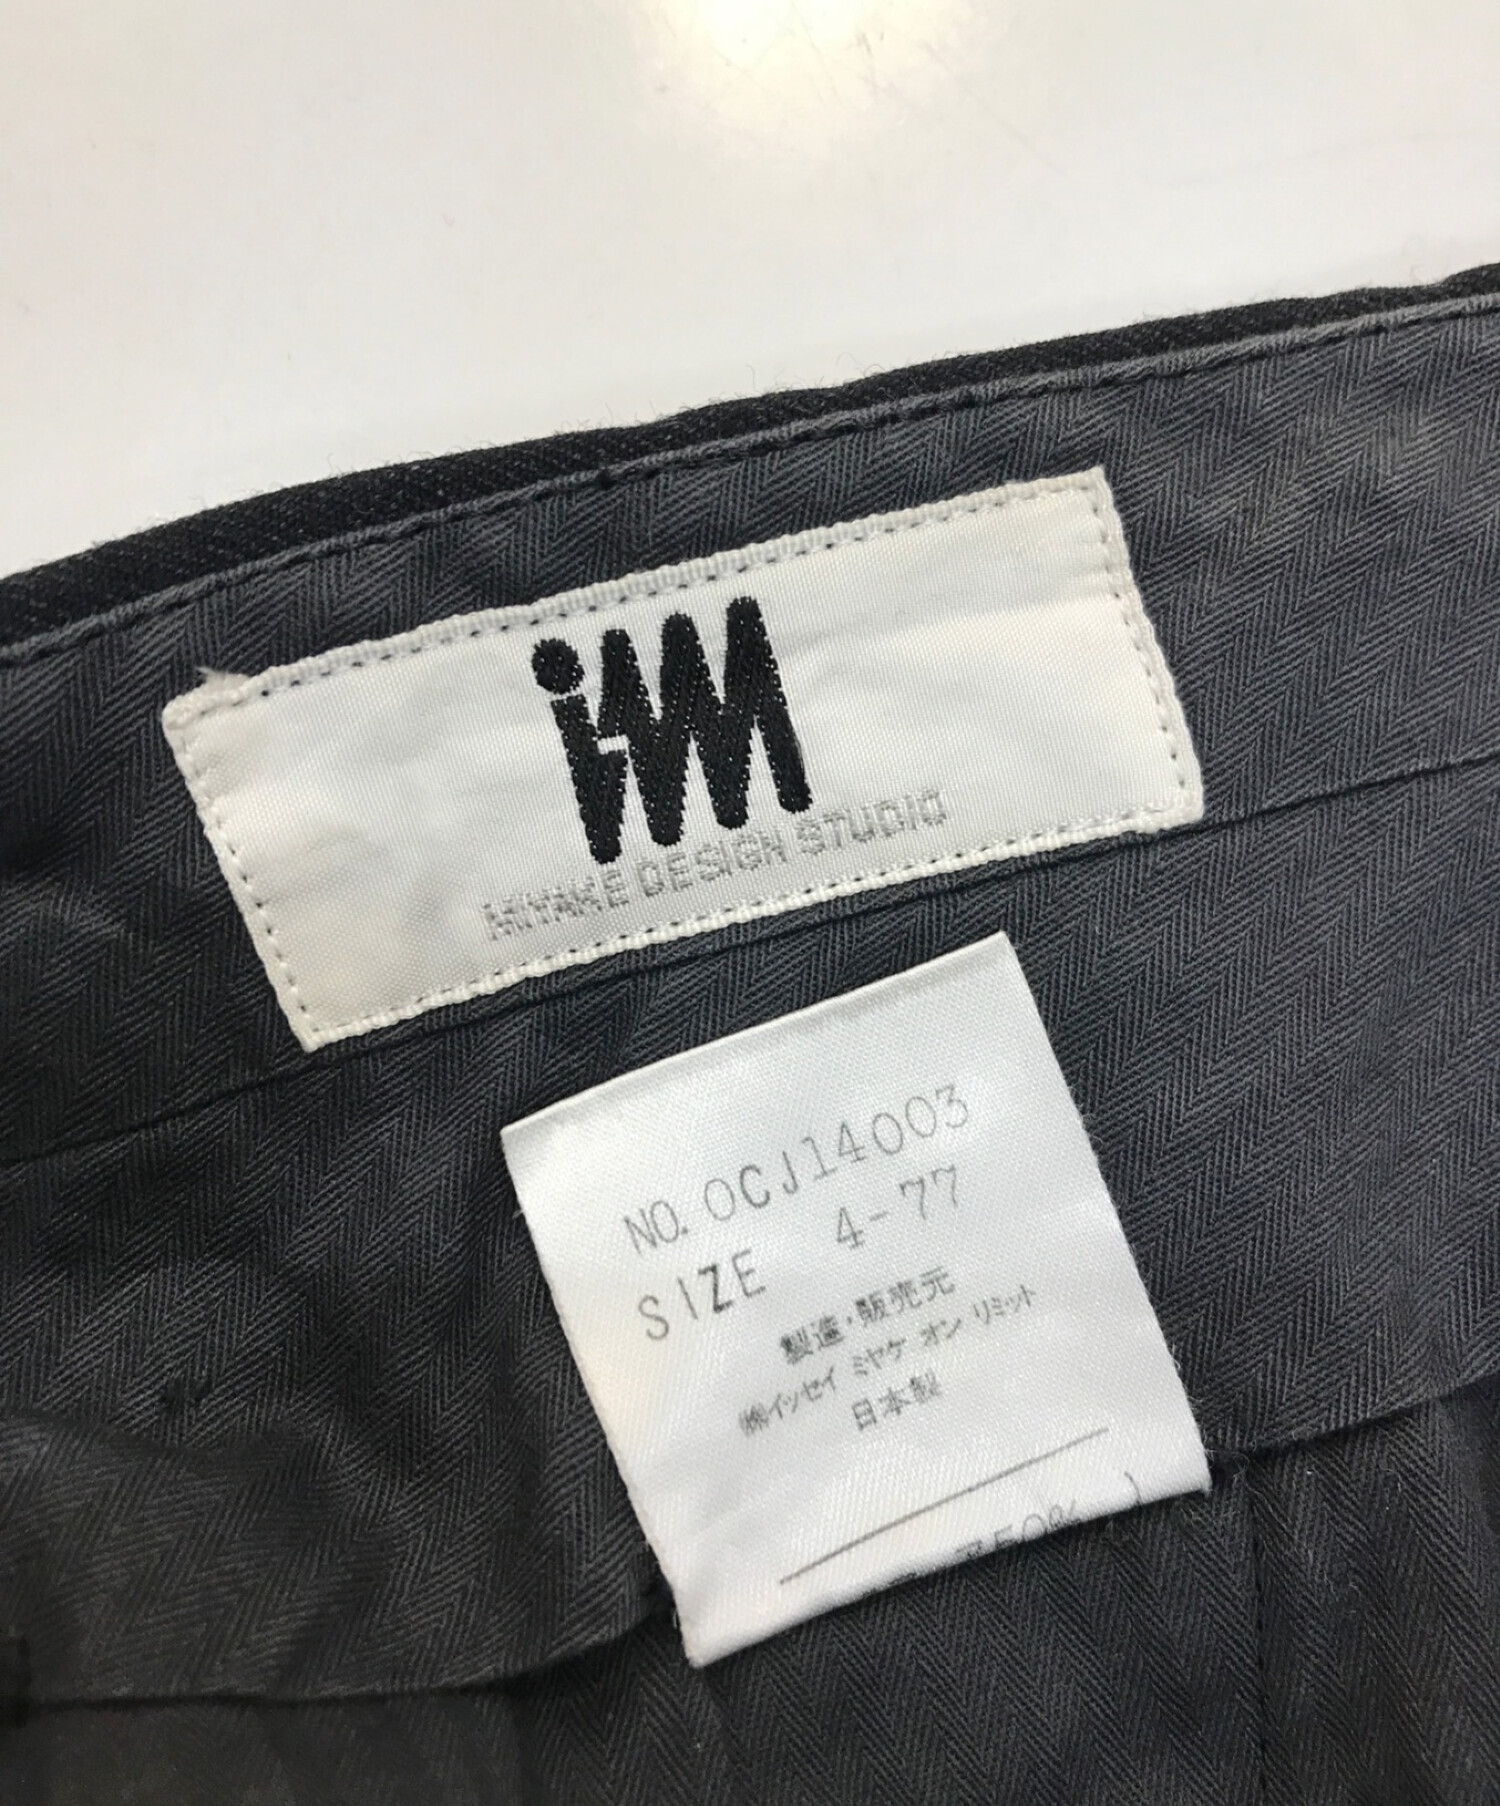 im
MIYAKE DESIGN STUDIO
NO. OCJ14003
SIZE 4-77
製造・販売元
㈱イッセイ ミヤケ オン リミット
日本製
50%